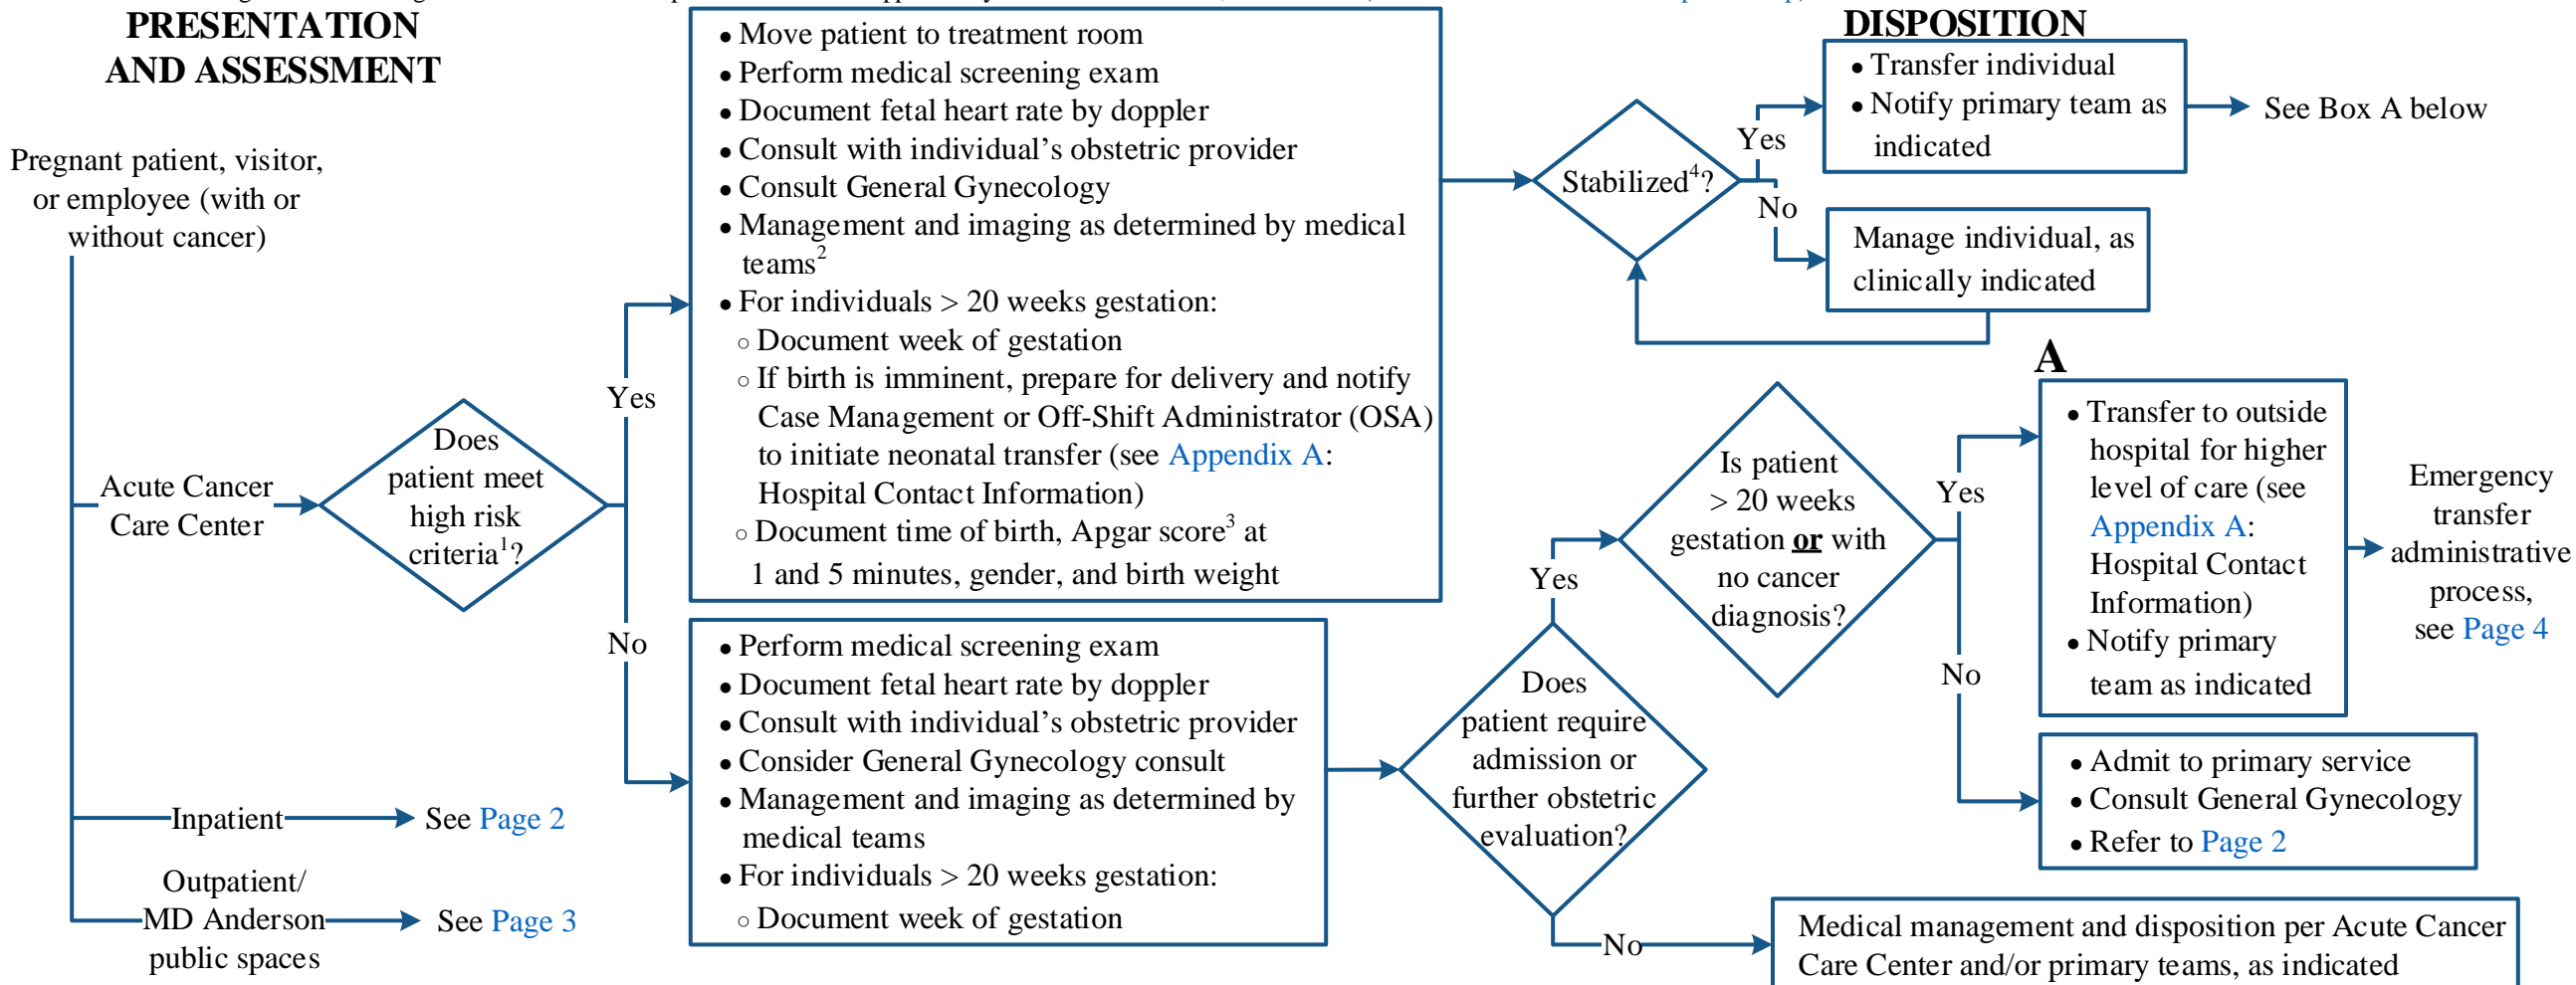 PRESENTATION
AND ASSESSMENT
Pregnant patient, visitor,
or employee (with or
without cancer)
Acute Cancer
Care Center
Inpatient
See Page 2
Outpatient/
MD Anderson
public spaces
See Page 3
Does
patient meet
high risk
criteria1?
Yes
No
● Move patient to treatment room
● Perform medical screening exam
● Document fetal heart rate by doppler
● Consult with individual’s obstetric provider
● Consult General Gynecology
● Management and imaging as determined by medical
teams2
● For individuals > 20 weeks gestation:
○ Document week of gestation
○ If birth is imminent, prepare for delivery and notify
Case Management or Off-Shift Administrator (OSA)
to initiate neonatal transfer (see Appendix A:
Hospital Contact Information)
○ Document time of birth, Apgar score3 at
1 and 5 minutes, gender, and birth weight
● Perform medical screening exam
● Document fetal heart rate by doppler
● Consult with individual’s obstetric provider
● Consider General Gynecology consult
● Management and imaging as determined by
medical teams
● For individuals > 20 weeks gestation:
○ Document week of gestation
DISPOSITION
Stabilized4?
Yes
No
● Transfer individual
● Notify primary team as
indicated
See Box A below
Manage individual, as
clinically indicated
Does
patient require
admission or
further obstetric
evaluation?
Yes
No
Is patient
> 20 weeks
gestation or with
no cancer
diagnosis?
Yes
No
A
● Transfer to outside
hospital for higher
level of care (see
Appendix A:
Hospital Contact
Information)
● Notify primary
team as indicated
Emergency
transfer
administrative
process,
see Page 4
● Admit to primary service
● Consult General Gynecology
● Refer to Page 2
Medical management and disposition per Acute Cancer
Care Center and/or primary teams, as indicated